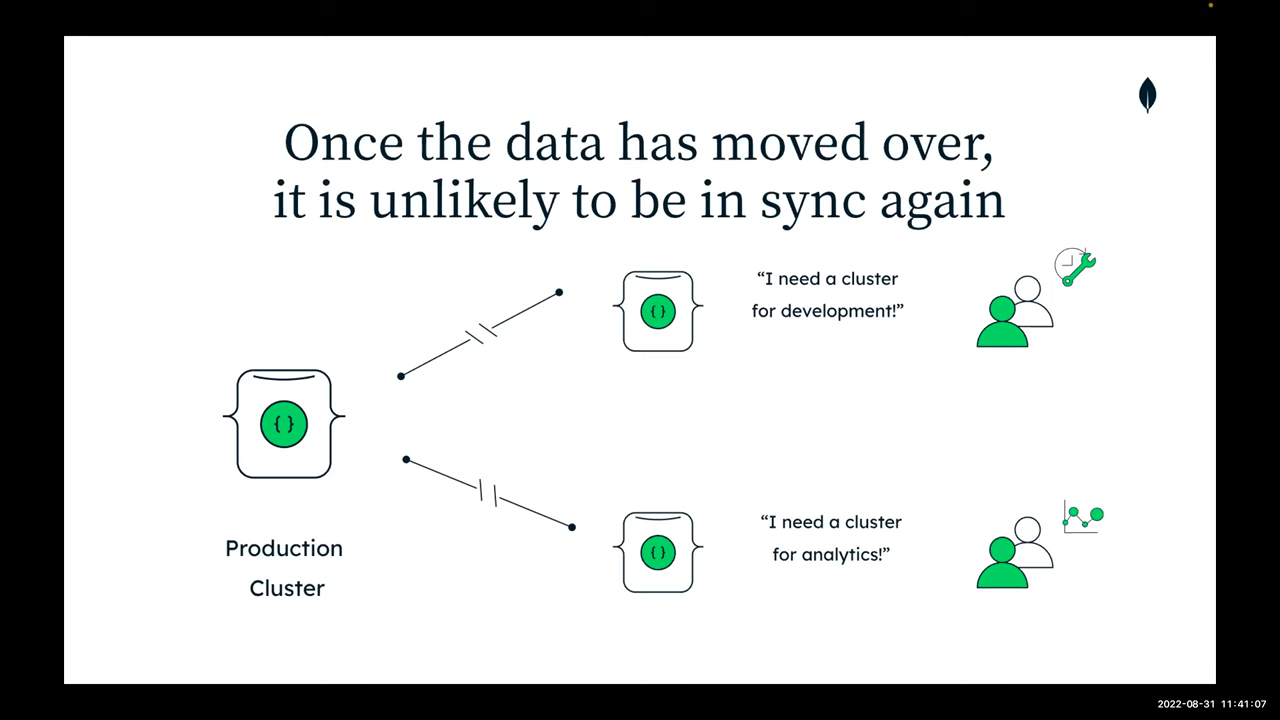 Once the data has moved over,
it is unlikely to be in sync again
“I need a cluster
for development!”
{ }
{ }
Production
Cluster
“I need a cluster
for analytics!”
{ }
2022-08-31 11:41:07